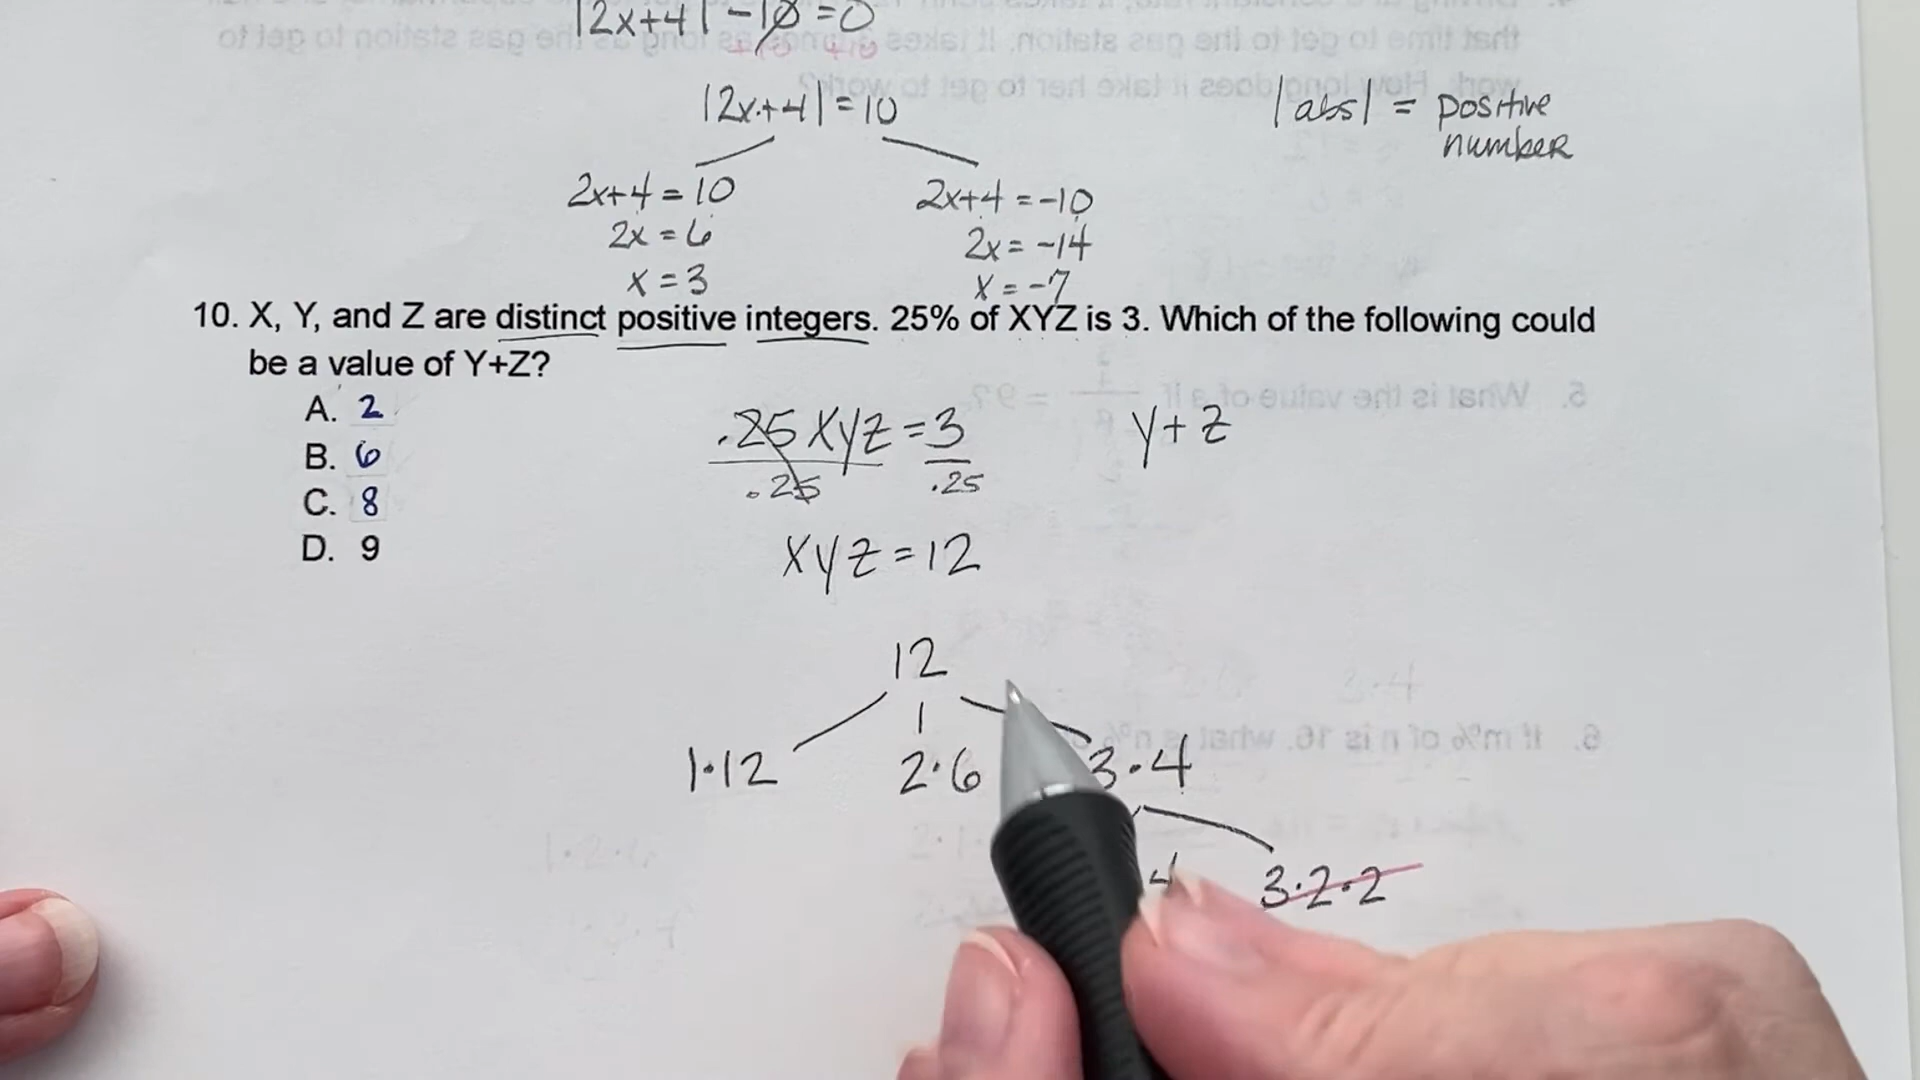 |2x+4| -10 = 0
+10 +10
|2x+4| = 10
|abs| = positive
number
2x+4 = 10
2x+4 = -10
2x = 6
2x = -14
x = 3
x = -7
10. X, Y, and Z are distinct positive integers. 25% of XYZ is 3. Which of the following could
be a value of Y+Z?
A. 2
B. 6
C. 8
D. 9
.25 XYZ = 3
.25 .25
Y+Z
XYZ = 12
12
1·12 2·6 3·4
4 3·2·2